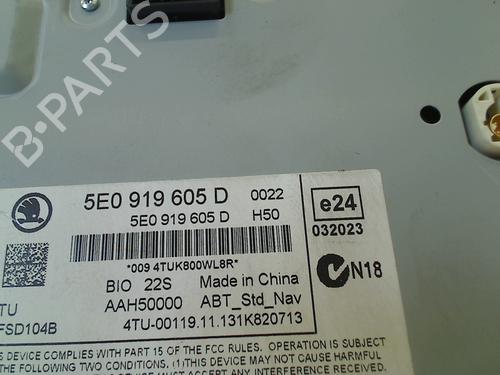 B-PARTS
5E0 919 605 D 0022
5E0 919 605 D H50
*009 4TUK800WL8R*
BIO 22S Made in China
TU AAH50000 ABT_Std_Nav
FSD104B 4TU-00119.11.131K820713
e24
032023
N18
DEVICE COMPLIES WITH PART 15 OF THE FCC RULES. OPERATION IS SUBJECT
CONDITIONS: (1)THIS DEVICE MAY NOT CAUSE HARMFUL